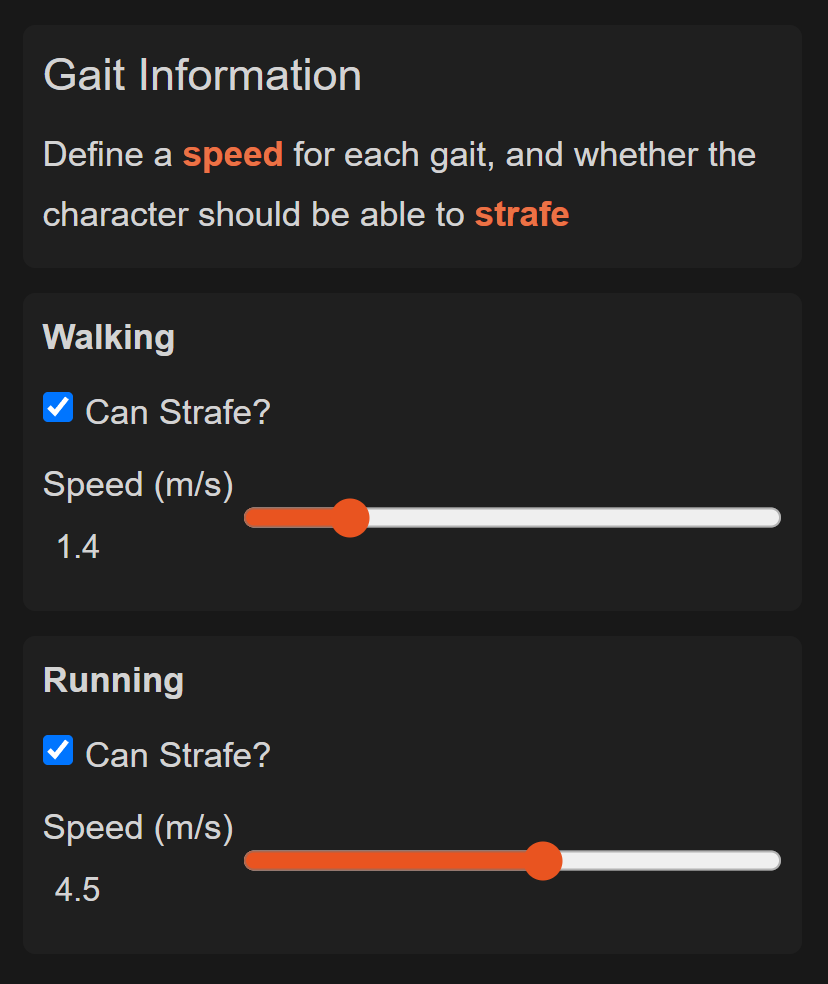 Gait Information
Define a speed for each gait, and whether the
character should be able to strafe
Walking
Can Strafe?
Speed (m/s)
1.4
Running
Can Strafe?
Speed (m/s)
4.5